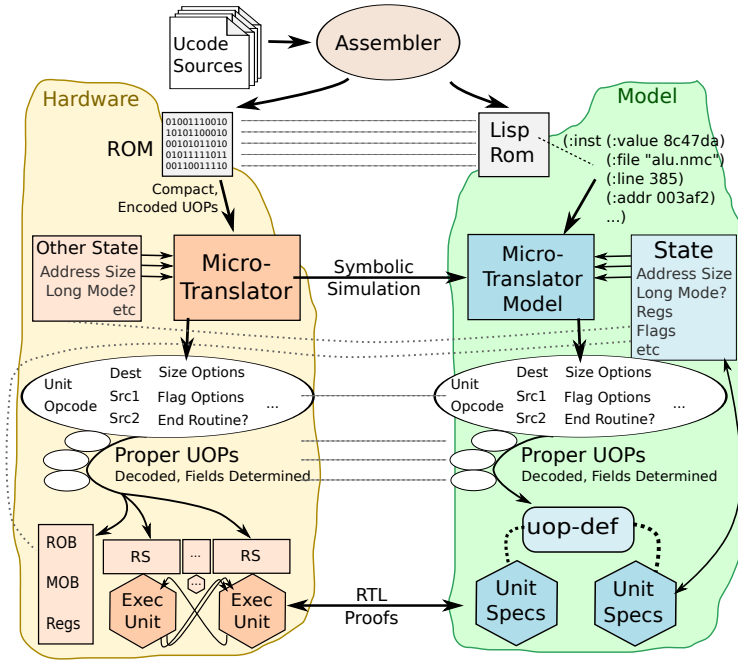 Ucode
Sources
Assembler
Hardware
Model
ROM
01001110010
10101100010
00101011010
01011111011
00110011110
Lisp
Rom
(:inst (:value 8c47da)
(:file "alu.nmc")
(:line 385)
(:addr 003af2)
...)
Compact,
Encoded UOPs
Other State
Address Size
Long Mode?
etc
Micro-
Translator
Symbolic
Simulation
Micro-
Translator
Model
State
Address Size
Long Mode?
Regs
Flags
etc
Unit
Opcode
Dest
Src1
Src2
Size Options
Flag Options
End Routine?
...
Unit
Opcode
Dest
Src1
Src2
Size Options
Flag Options
End Routine?
...
Proper UOPs
Decoded, Fields Determined
Proper UOPs
Decoded, Fields Determined
ROB
MOB
Regs
RS
...
RS
...
Exec
Unit
Exec
Unit
RTL
Proofs
uop-def
Unit
Specs
Unit
Specs